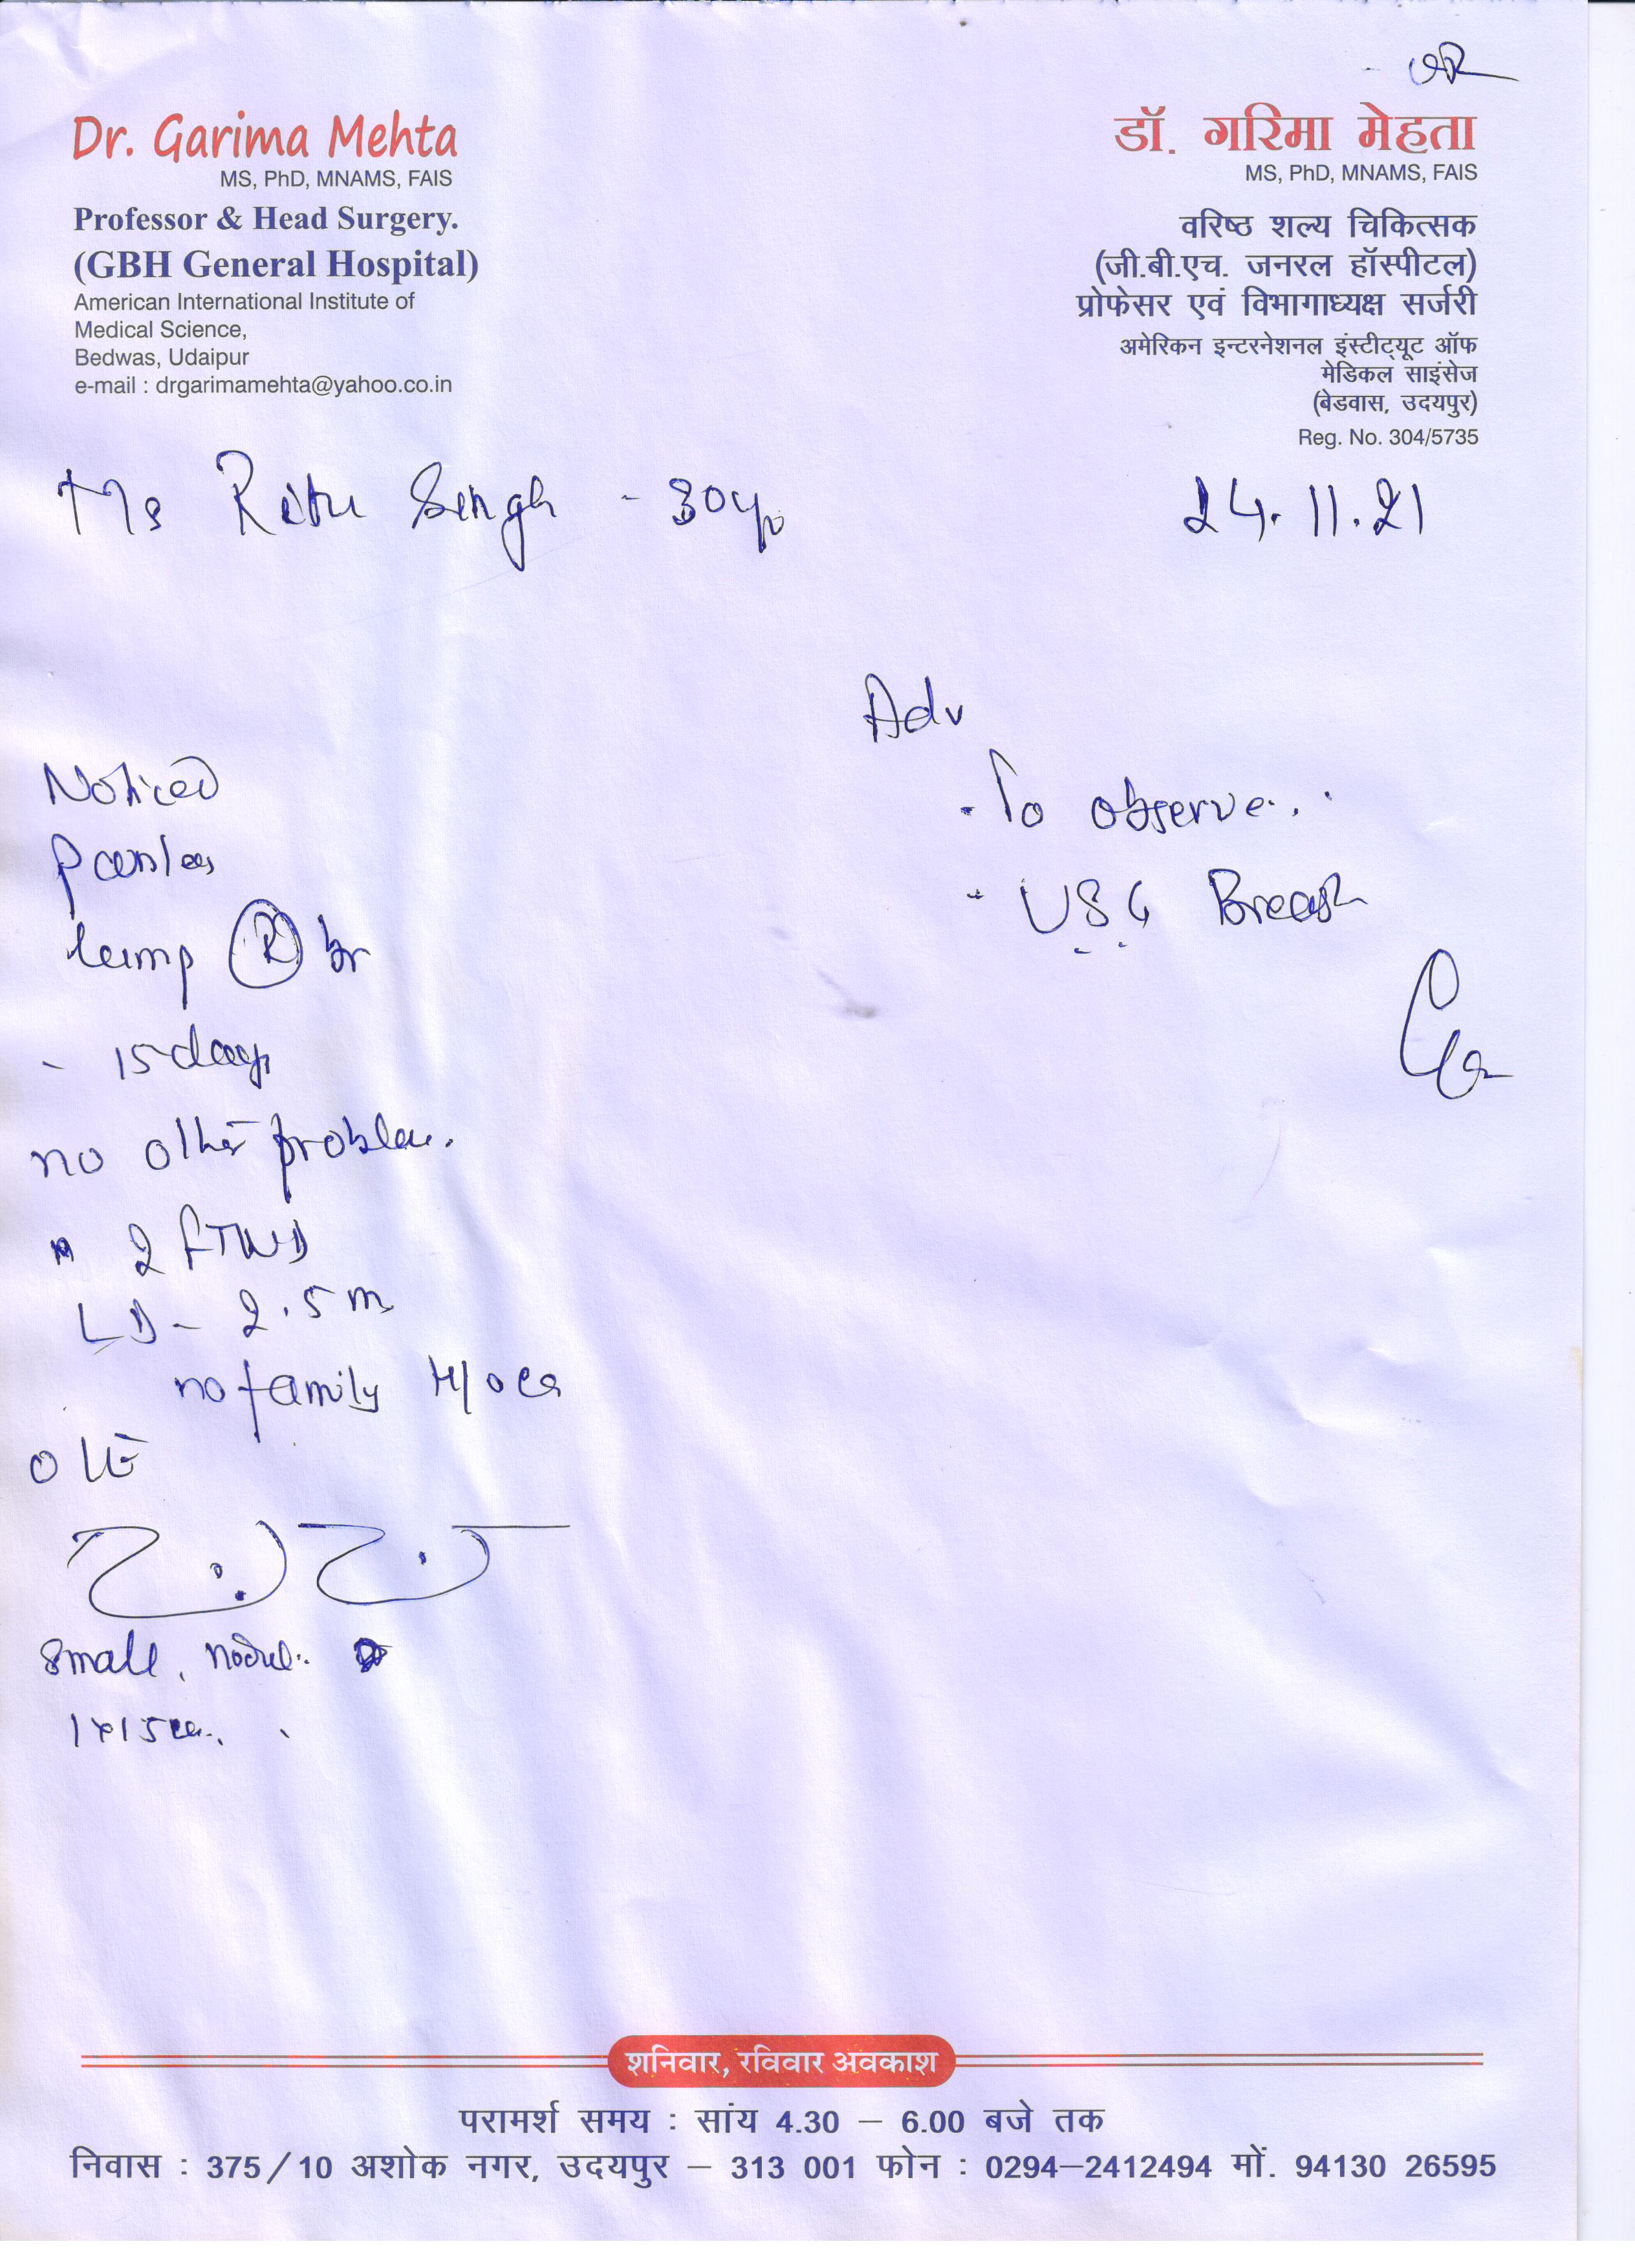 Dr. Garima Mehta
MS, PhD, MNAMS, FAIS
Professor & Head Surgery.
(GBH General Hospital)
American International Institute of
Medical Science,
Bedwas, Udaipur
e-mail : drgarimamehta@yahoo.co.in
डॉ. गरिमा मेहता
MS, PhD, MNAMS, FAIS
वरिष्ठ शल्य चिकित्सक
(जी.बी.एच. जनरल हॉस्पीटल)
प्रोफेसर एवं विभागाध्यक्ष सर्जरी
अमेरिकन इन्टरनेशनल इंस्टीट्यूट ऑफ
मेडिकल साइंसेज
(बेडवास, उदयपुर)
Reg. No. 304/5735
Ms Ritu Singh - 30y
24.11.21
Noticed
Painless
lump (R) br
- 15 days
no other problem.
2 FTND
LD - 2.5 m
no family H/o Ca
O/E
Small, nodule
Adv
- To observe.
- USG Breast
शनिवार, रविवार अवकाश
परामर्श समय : सांय 4.30 – 6.00 बजे तक
निवास : 375/10 अशोक नगर, उदयपुर – 313 001 फोन : 0294–2412494 मों. 94130 26595